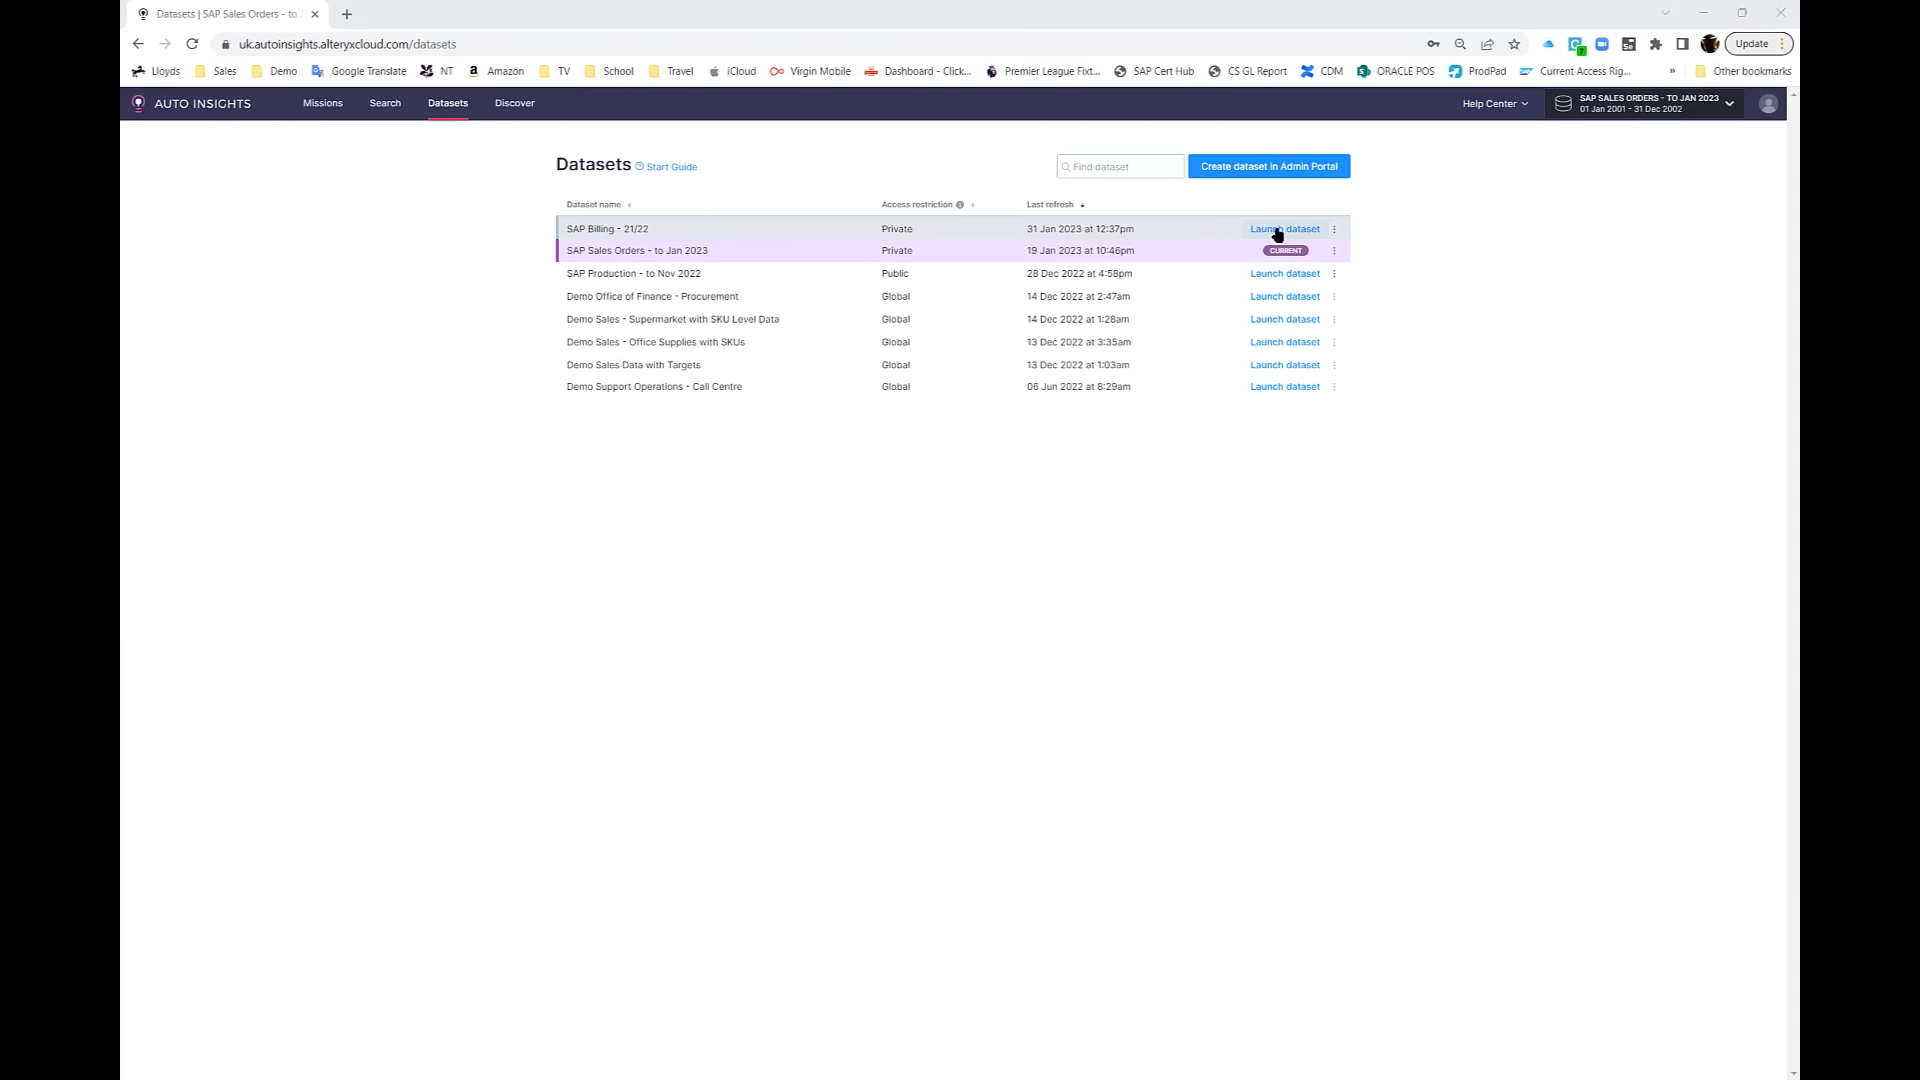 Datasets | SAP Sales Orders - to
uk.autoinsights.alteryxcloud.com/datasets
Update
Lloyds Sales Demo Google Translate NT Amazon TV School Travel iCloud Virgin Mobile Dashboard - Click... Premier League Fixt... SAP Cert Hub CS GL Report CDM ORACLE POS ProdPad Current Access Rig... » Other bookmarks
AUTO INSIGHTS Missions Search Datasets Discover Help Center SAP SALES ORDERS - TO JAN 2023
01 Jan 2001 - 31 Dec 2002
Datasets Start Guide Find dataset Create dataset in Admin Portal
Dataset name Access restriction Last refresh
SAP Billing - 21/22 Private 31 Jan 2023 at 12:37pm Launch dataset
SAP Sales Orders - to Jan 2023 Private 19 Jan 2023 at 10:46pm CURRENT
SAP Production - to Nov 2022 Public 28 Dec 2022 at 4:58pm Launch dataset
Demo Office of Finance - Procurement Global 14 Dec 2022 at 2:47am Launch dataset
Demo Sales - Supermarket with SKU Level Data Global 14 Dec 2022 at 1:28am Launch dataset
Demo Sales - Office Supplies with SKUs Global 13 Dec 2022 at 3:35am Launch dataset
Demo Sales Data with Targets Global 13 Dec 2022 at 1:03am Launch dataset
Demo Support Operations - Call Centre Global 06 Jun 2022 at 8:29am Launch dataset